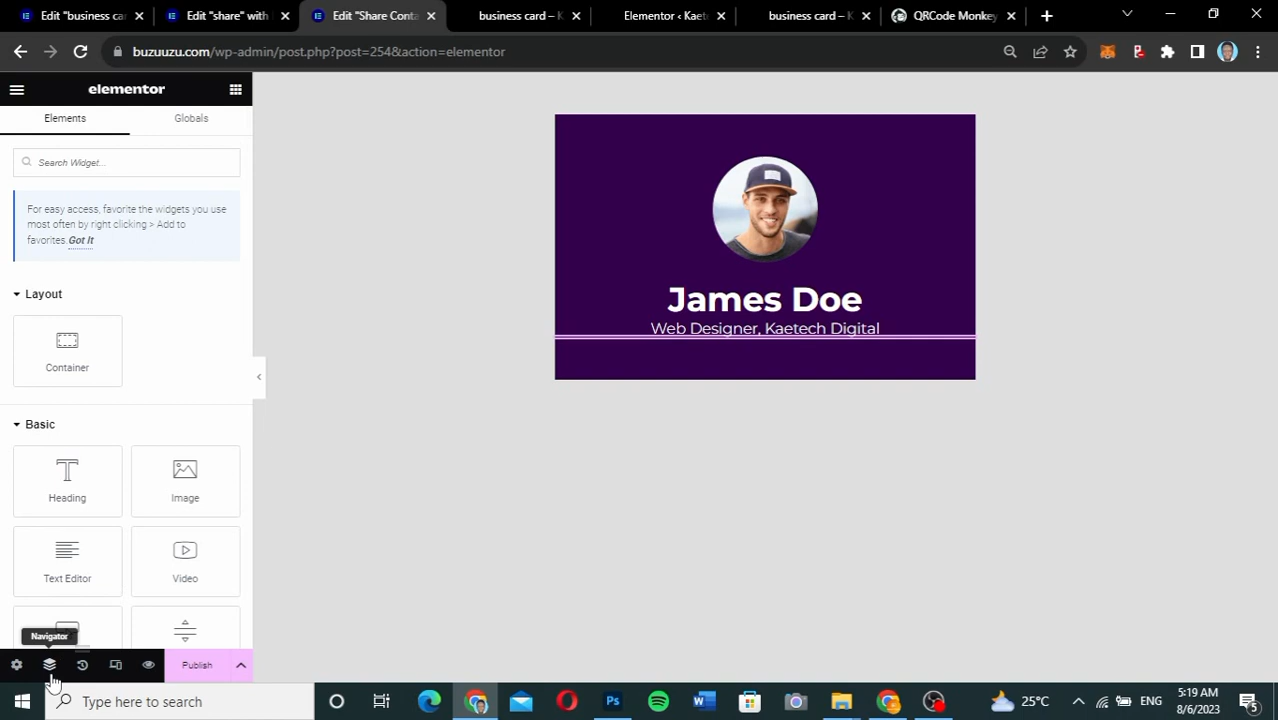 Edit "business car
Edit "share" with
Edit "Share Conta
business card – K
Elementor ‹ Kaet
business card – K
QRCode Monkey
buzuuzu.com/wp-admin/post.php?post=254&action=elementor
elementor
Elements
Globals
Search Widget...
For easy access, favorite the widgets you use
most often by right clicking > Add to
favorites. Got It
Layout
Container
Basic
Heading
Image
Text Editor
Video
Navigator
Publish
James Doe
Web Designer, Kaetech Digital
Type here to search
Ps
25°C
ENG
5:19 AM
8/6/2023
5